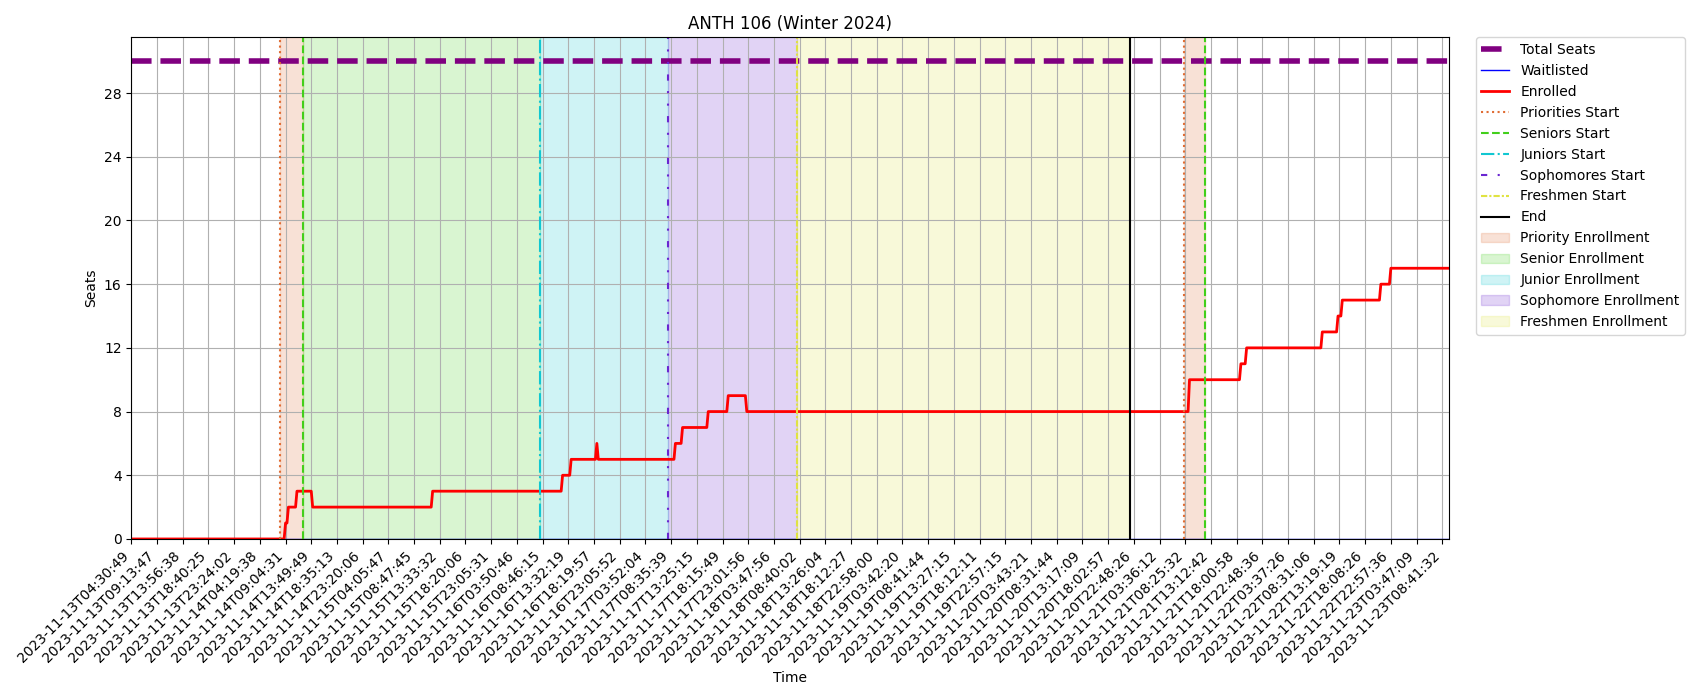 ANTH 106 (Winter 2024)
Total Seats
Waitlisted
Enrolled
Priorities Start
Seniors Start
Juniors Start
Sophomores Start
Freshmen Start
End
Priority Enrollment
Senior Enrollment
Junior Enrollment
Sophomore Enrollment
Freshmen Enrollment
Seats
28
24
20
16
12
8
4
0
2023-11-13T04:30:49
2023-11-13T09:13:47
2023-11-13T13:56:38
2023-11-13T18:40:25
2023-11-13T23:24:02
2023-11-14T04:19:38
2023-11-14T09:04:31
2023-11-14T13:49:49
2023-11-14T18:35:13
2023-11-14T23:20:06
2023-11-15T04:05:47
2023-11-15T08:47:45
2023-11-15T13:33:32
2023-11-15T18:20:06
2023-11-15T23:05:31
2023-11-16T03:50:46
2023-11-16T08:46:15
2023-11-16T13:32:19
2023-11-16T18:19:57
2023-11-16T23:05:52
2023-11-17T03:52:04
2023-11-17T08:35:39
2023-11-17T13:25:15
2023-11-17T18:15:49
2023-11-17T23:01:56
2023-11-18T03:47:56
2023-11-18T08:40:02
2023-11-18T13:26:04
2023-11-18T18:12:27
2023-11-18T22:58:00
2023-11-19T03:42:20
2023-11-19T08:41:44
2023-11-19T13:27:15
2023-11-19T18:12:11
2023-11-19T22:57:15
2023-11-20T03:43:21
2023-11-20T08:31:44
2023-11-20T13:17:09
2023-11-20T18:02:57
2023-11-20T22:48:26
2023-11-21T03:36:12
2023-11-21T08:25:32
2023-11-21T13:12:42
2023-11-21T18:00:58
2023-11-21T22:48:36
2023-11-22T03:37:26
2023-11-22T08:31:06
2023-11-22T13:19:19
2023-11-22T18:08:26
2023-11-22T22:57:36
2023-11-23T03:47:09
2023-11-23T08:41:32
Time